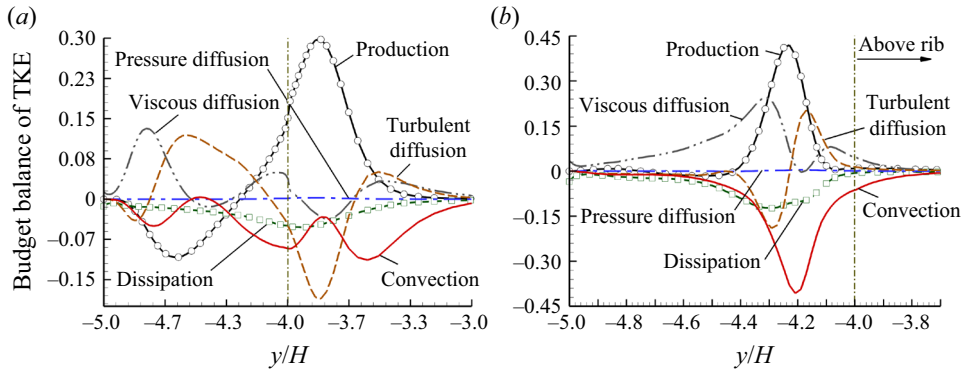 (a)
Budget balance of TKE
0.30
0.23
0.15
0.08
0
−0.07
−0.15
Pressure diffusion
Production
Viscous diffusion
Turbulent
diffusion
Dissipation
Convection
−5.0 −4.7 −4.3 −4.0 −3.7 −3.3 −3.0
y/H
(b)
0.45
0.30
0.15
0
−0.15
−0.30
−0.45
Production
Above rib
Viscous diffusion
Turbulent
diffusion
Pressure diffusion
Convection
Dissipation
−5.0 −4.8 −4.6 −4.4 −4.2 −4.0 −3.8
y/H